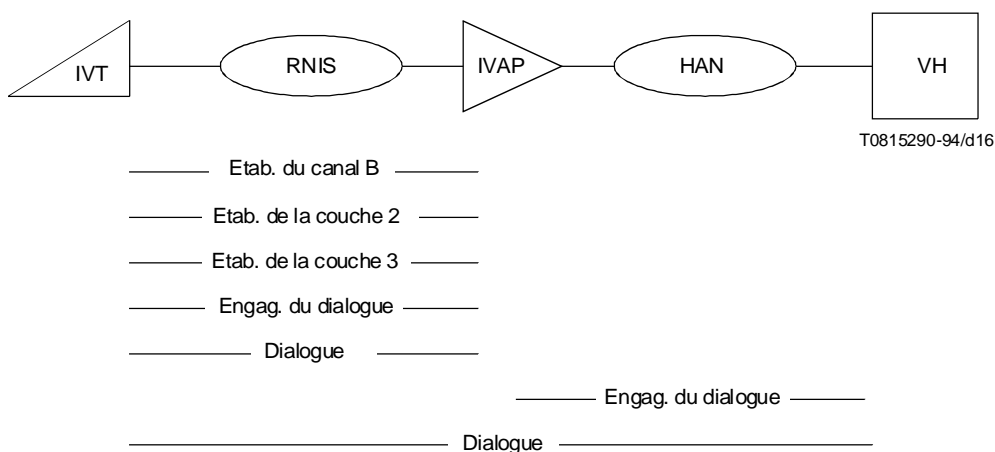 IVT RNIS IVAP HAN VH
T0815290-94/d16
Etab. du canal B
Etab. de la couche 2
Etab. de la couche 3
Engag. du dialogue
Dialogue
Engag. du dialogue
Dialogue